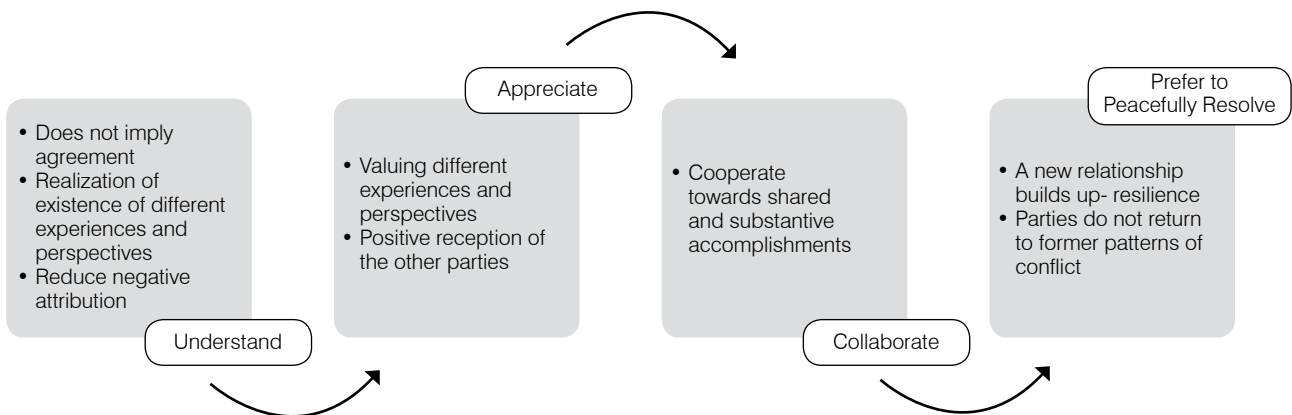 • Does not imply
agreement
• Realization of
existence of different
experiences and
perspectives
• Reduce negative
attribution
Understand
Appreciate
• Valuing different
experiences and
perspectives
• Positive reception of
the other parties
• Cooperate
towards shared
and substantive
accomplishments
Collaborate
Prefer to
Peacefully Resolve
• A new relationship
builds up- resilience
• Parties do not return
to former patterns of
conflict